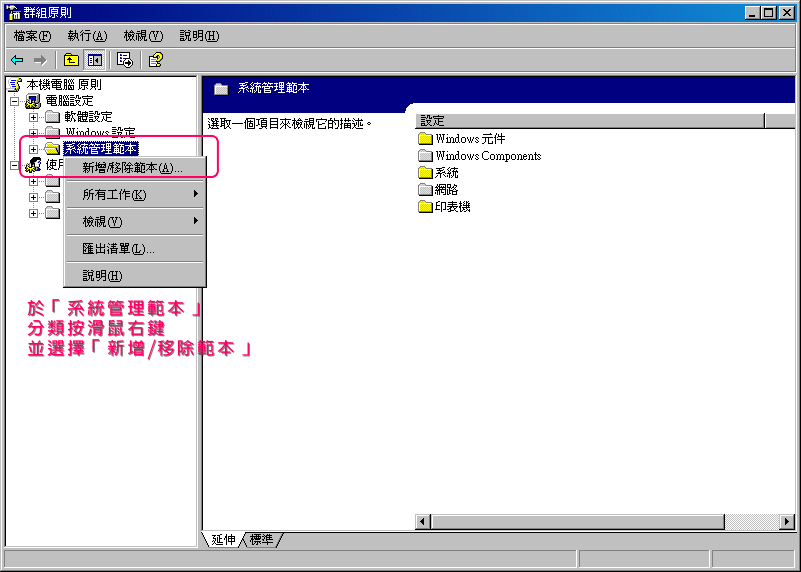 群組原則
檔案(F) 執行(A) 檢視(V) 說明(H)
本機電腦 原則
電腦設定
軟體設定
Windows 設定
系統管理範本
使用
新增/移除範本(A)...
所有工作(K)
檢視(V)
匯出清單(L)...
說明(H)
於「系統管理範本」
分類按滑鼠右鍵
並選擇「新增/移除範本」
系統管理範本
選取一個項目來檢視它的描述。
設定
Windows 元件
Windows Components
系統
網路
印表機
延伸 標準